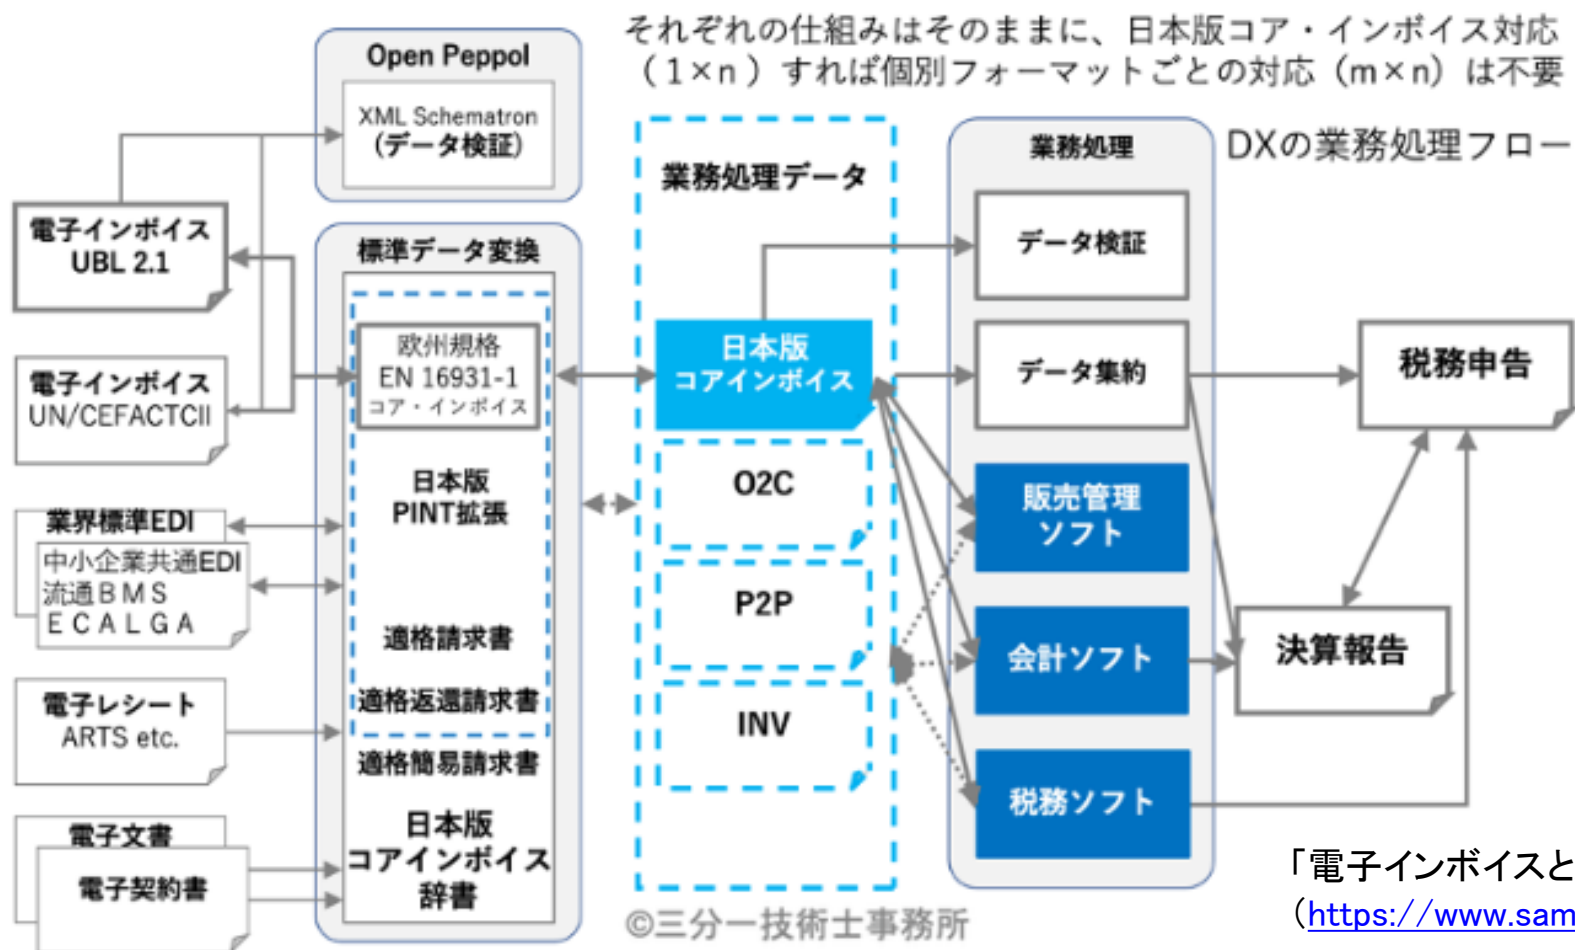 それぞれの仕組みはそのままに、日本版コア・インボイス対応
（1×n）すれば個別フォーマットごとの対応（m×n）は不要
Open Peppol
XML Schematron
(データ検証)
電子インボイス
UBL 2.1
電子インボイス
UN/CEFACTCII
業界標準EDI
中小企業共通EDI
流通ＢＭＳ
ＥＣＡＬＧＡ
電子レシート
ARTS etc.
電子文書
電子契約書
標準データ変換
欧州規格
EN 16931-1
コア・インボイス
日本版
PINT拡張
適格請求書
適格返還請求書
適格簡易請求書
日本版
コアインボイス
辞書
業務処理データ
日本版
コアインボイス
O2C
P2P
INV
©三分一技術士事務所
業務処理
データ検証
データ集約
販売管理
ソフト
会計ソフト
税務ソフト
DXの業務処理フロー
税務申告
決算報告
「電子インボイスと
（https://www.sam